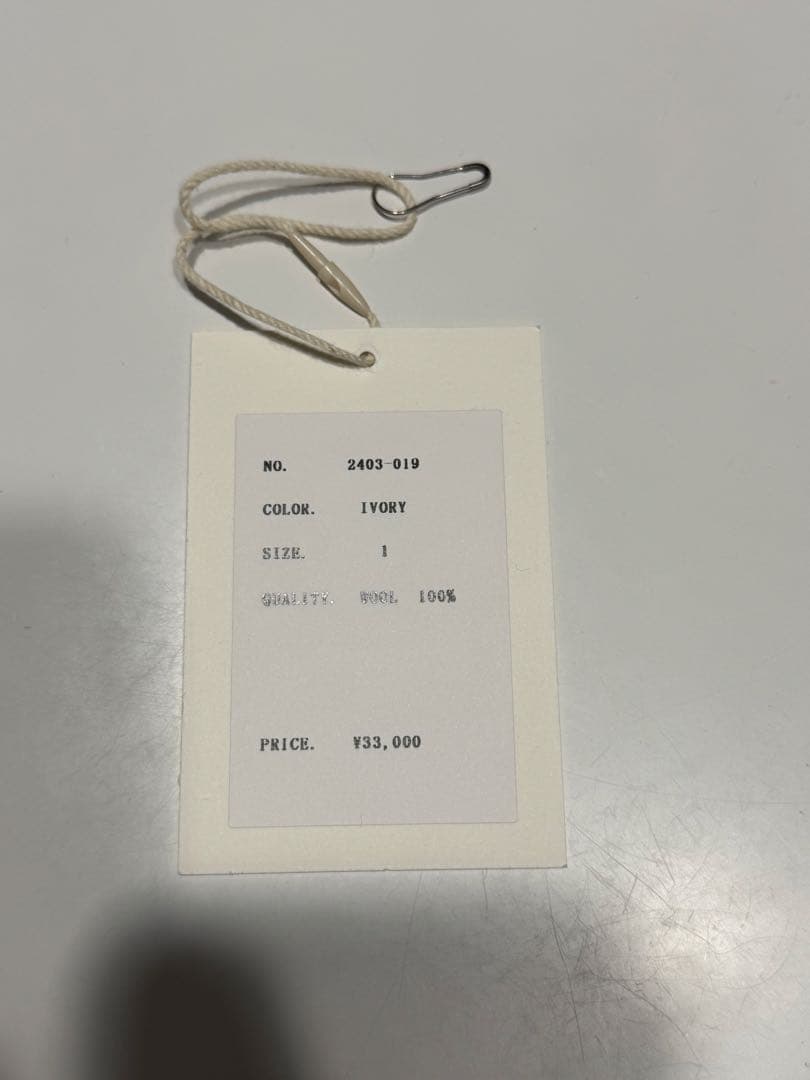 NO. 2403-019
COLOR. IVORY
SIZE. 1
QUALITY. WOOL 100%
PRICE. ¥33,000